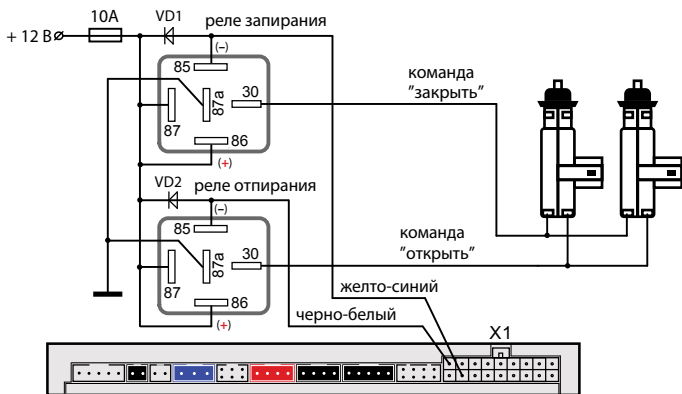 10А
VD1
реле запирания
+ 12 В
(–)
85
30
87а
87
86
(+)
команда
"закрыть"
VD2
реле отпирания
(–)
85
30
87а
87
86
(+)
команда
"открыть"
желто-синий
черно-белый
X1